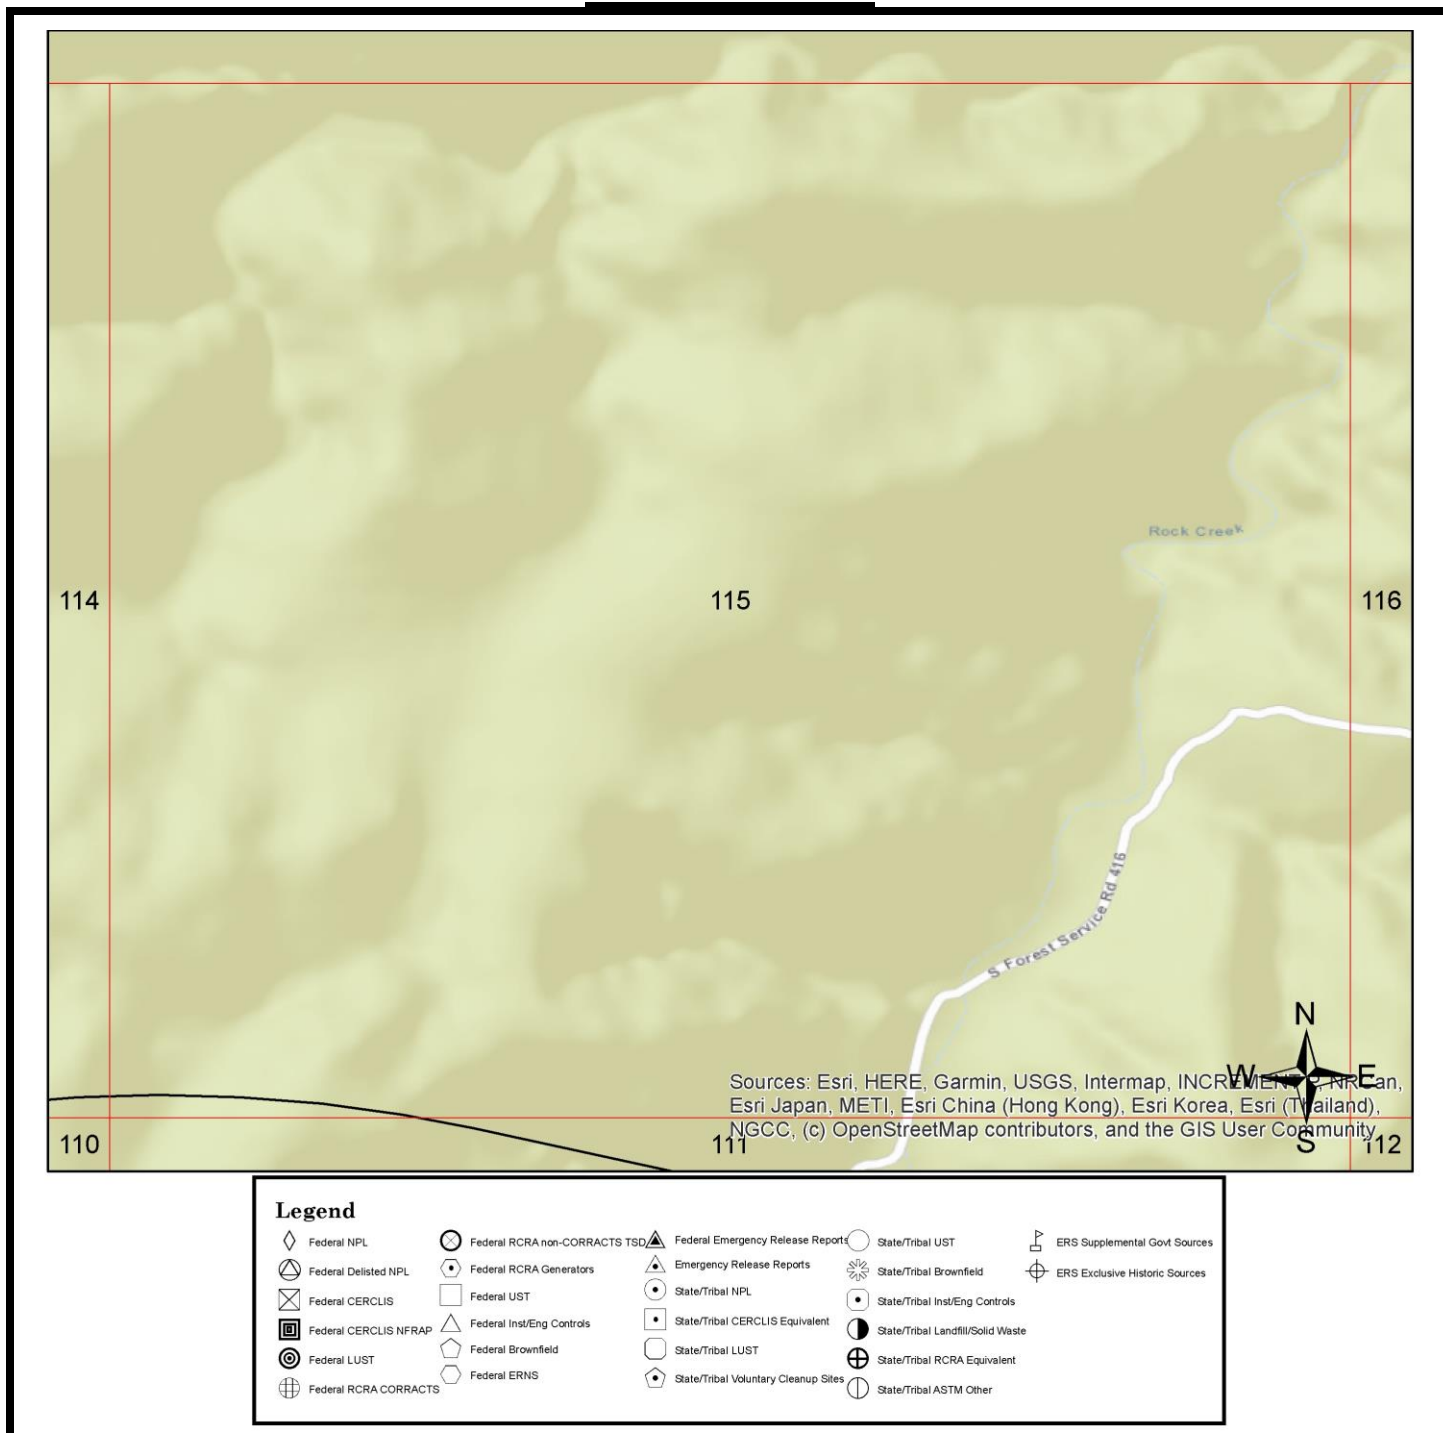 Rock Creek
114
115
116
S Forest Service Rd 416
N
W
E
S
Sources: Esri, HERE, Garmin, USGS, Intermap, INCREMENT P, NRCan,
Esri Japan, METI, Esri China (Hong Kong), Esri Korea, Esri (Thailand),
NGCC, (c) OpenStreetMap contributors, and the GIS User Community
110
111
112
Legend
Federal NPL
Federal Delisted NPL
Federal CERCLIS
Federal CERCLIS NFRAP
Federal LUST
Federal RCRA CORRACTS
Federal RCRA non-CORRACTS TSD
Federal RCRA Generators
Federal UST
Federal Inst/Eng Controls
Federal Brownfield
Federal ERNS
Federal Emergency Release Reports
Emergency Release Reports
State/Tribal NPL
State/Tribal CERCLIS Equivalent
State/Tribal LUST
State/Tribal Voluntary Cleanup Sites
State/Tribal UST
State/Tribal Brownfield
State/Tribal Inst/Eng Controls
State/Tribal Landfill/Solid Waste
State/Tribal RCRA Equivalent
State/Tribal ASTM Other
ERS Supplemental Govt Sources
ERS Exclusive Historic Sources